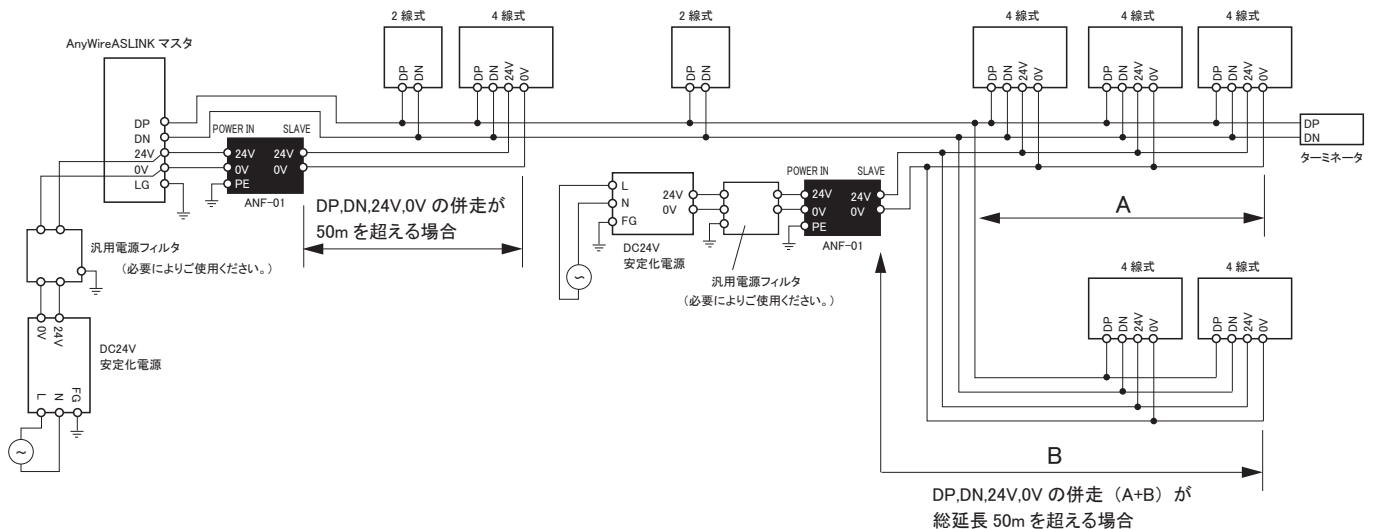 AnyWireASLINK マスタ
DP
DN
24V
0V
LG
POWER IN
SLAVE
24V
0V
PE
24V
0V
ANF-01
汎用電源フィルタ
（必要によりご使用ください。）
0V
24V
DC24V
安定化電源
L
N
FG
～
DP,DN,24V,0V の併走が
50m を超える場合
2 線式
DP
DN
4 線式
DP
DN
24V
0V
2 線式
DP
DN
4 線式
DP
DN
24V
0V
4 線式
DP
DN
24V
0V
4 線式
DP
DN
24V
0V
DP
DN
ターミネータ
L
N
FG
24V
0V
DC24V
安定化電源
～
汎用電源フィルタ
（必要によりご使用ください。）
POWER IN
SLAVE
24V
0V
PE
24V
0V
ANF-01
A
4 線式
DP
DN
24V
0V
4 線式
DP
DN
24V
0V
B
DP,DN,24V,0V の併走（A+B）が
総延長 50m を超える場合